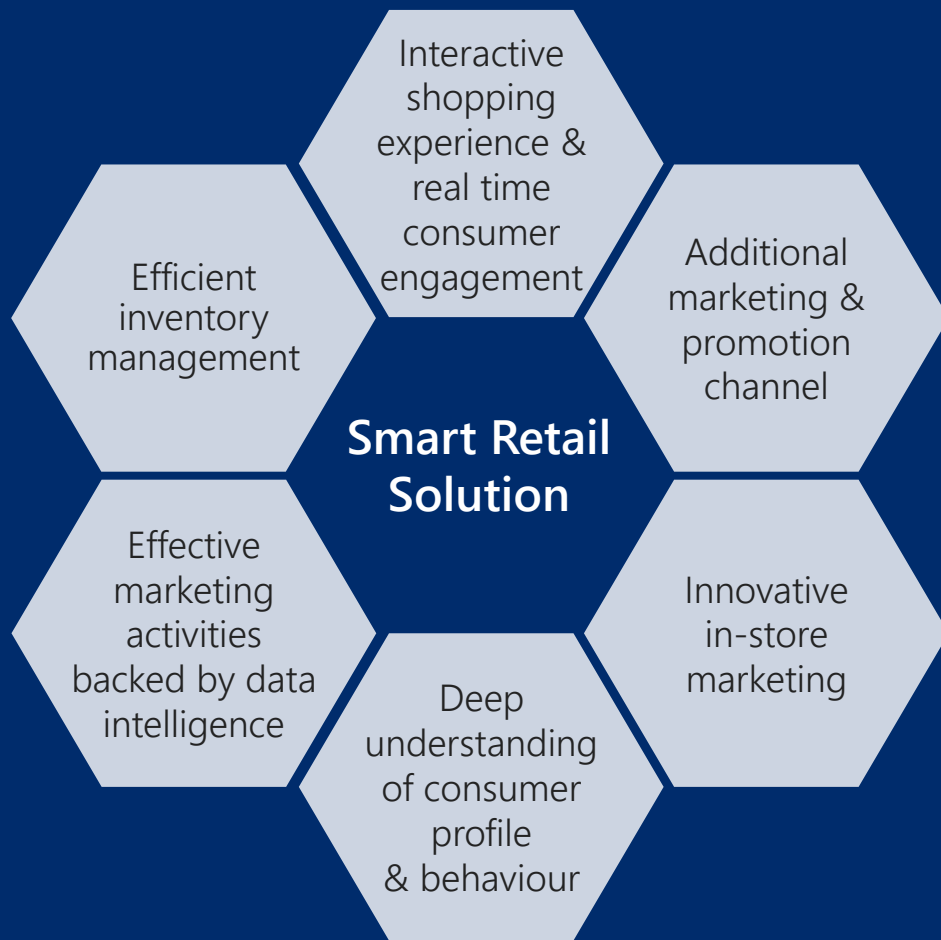 Interactive
shopping
experience &
real time
consumer
engagement
Additional
marketing &
promotion
channel
Efficient
inventory
management
Smart Retail
Solution
Effective
marketing
activities
backed by data
intelligence
Innovative
in-store
marketing
Deep
understanding
of consumer
profile
& behaviour